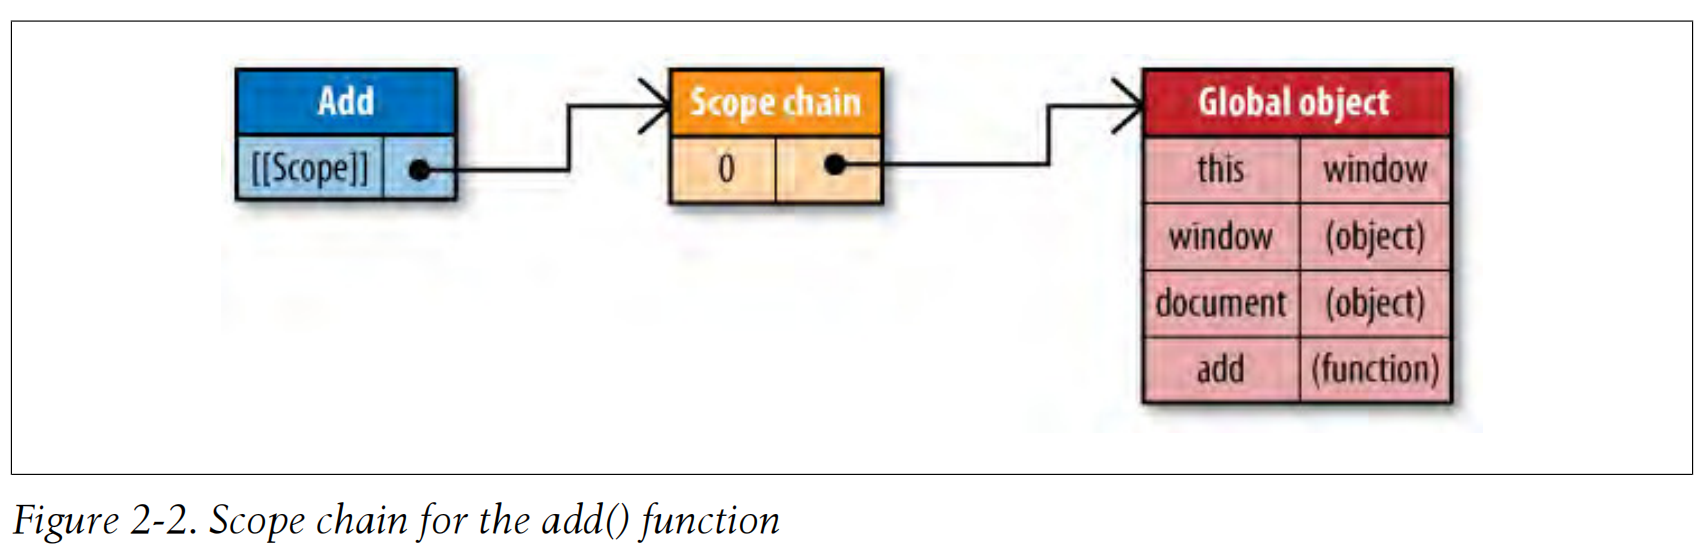 Add
[[Scope]]
Scope chain
0
Global object
this window
window (object)
document (object)
add (function)
Figure 2-2. Scope chain for the add() function